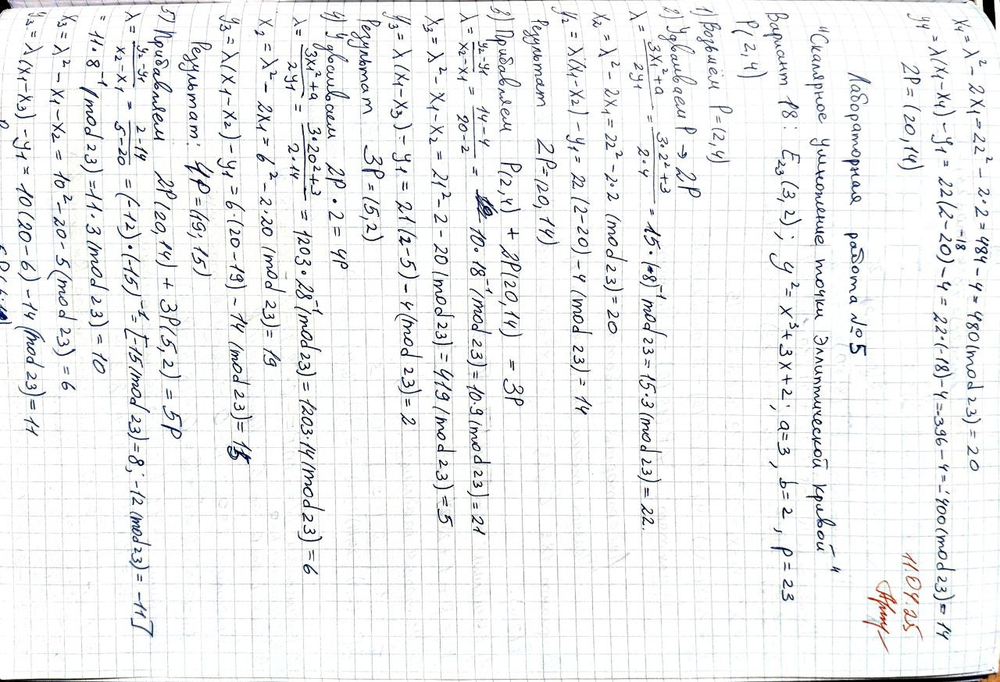 x₄ = λ² - 2x₁ = 22² - 2·2 = 484 - 4 = 480 (mod 23) = 20
-18
y₄ = λ(x₁-x₄) - y₁ = 22(2-20) - 4 = 22·(-18) - 4 = -396 - 4 = -400 (mod 23) = 14
2P = (20,14)
11.04.25
Лабораторная работа №5
"Скалярное умножение точки эллиптической кривой"
Вариант 18: E₂₃(3,2); y² = x³ + 3x + 2; a=3, b=2, p=23
P(2,4)
1) Возьмём P=(2,4)
2) Удваиваем P → 2P
λ = (3x₁²+a)/(2y₁) = (3·2²+3)/(2·4) = 15·(8)⁻¹ mod 23 = 15·3 (mod 23) = 22.
x₂ = λ² - 2x₁ = 22² - 2·2 (mod 23) = 20
y₂ = λ(x₁-x₂) - y₁ = 22(2-20) - 4 (mod 23) = 14
Результат 2P=(20,14)
3) Прибавляем P(2,4) + 2P(20,14) = 3P
λ = (y₂-y₁)/(x₂-x₁) = (14-4)/(20-2) = 10·18⁻¹ (mod 23) = 10·9 (mod 23) = 21
x₃ = λ² - x₁ - x₂ = 21² - 2 - 20 (mod 23) = 419 (mod 23) = 5
y₃ = λ(x₁-x₃) - y₁ = 21(2-5) - 4 (mod 23) = 2
Результат 3P=(5,2)
4) Удваиваем 2P·2 = 4P
λ = (3x₁²+a)/(2y₁) = (3·20²+3)/(2·14) = 1203·28⁻¹ (mod 23) = 1203·14 (mod 23) = 6
x₂ = λ² - 2x₁ = 6² - 2·20 (mod 23) = 19
y₃ = λ(x₁-x₂) - y₁ = 6·(20-19) - 14 (mod 23) = 15
Результат: 4P=(19,15)
5) Прибавляем 2P(20,14) + 3P(5,2) = 5P
λ = (y₂-y₁)/(x₂-x₁) = (2-14)/(5-20) = (-12)·(-15)⁻¹ = [-15 (mod 23) = 8; -12 (mod 23) = -11]
= 11·8⁻¹ (mod 23) = 11·3 (mod 23) = 10
x₃ = λ² - x₁ - x₂ = 10² - 20 - 5 (mod 23) = 6
y₃ = λ(x₁-x₃) - y₁ = 10(20-6) - 14 (mod 23) = 11